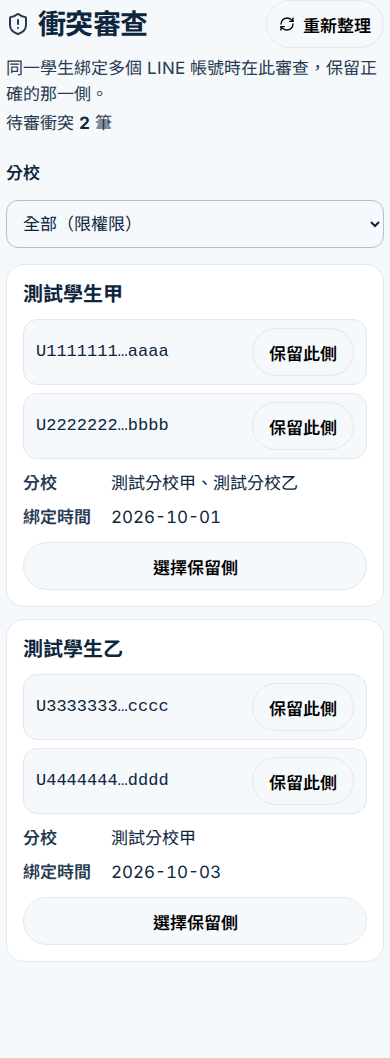 衝突審查
重新整理
同一學生綁定多個 LINE 帳號時在此審查，保留正
確的那一側。
待審衝突 2 筆
分校
全部（限權限）
測試學生甲
U1111111…aaaa
保留此側
U2222222…bbbb
保留此側
分校 測試分校甲、測試分校乙
綁定時間 2026-10-01
選擇保留側
測試學生乙
U3333333…cccc
保留此側
U4444444…dddd
保留此側
分校 測試分校甲
綁定時間 2026-10-03
選擇保留側